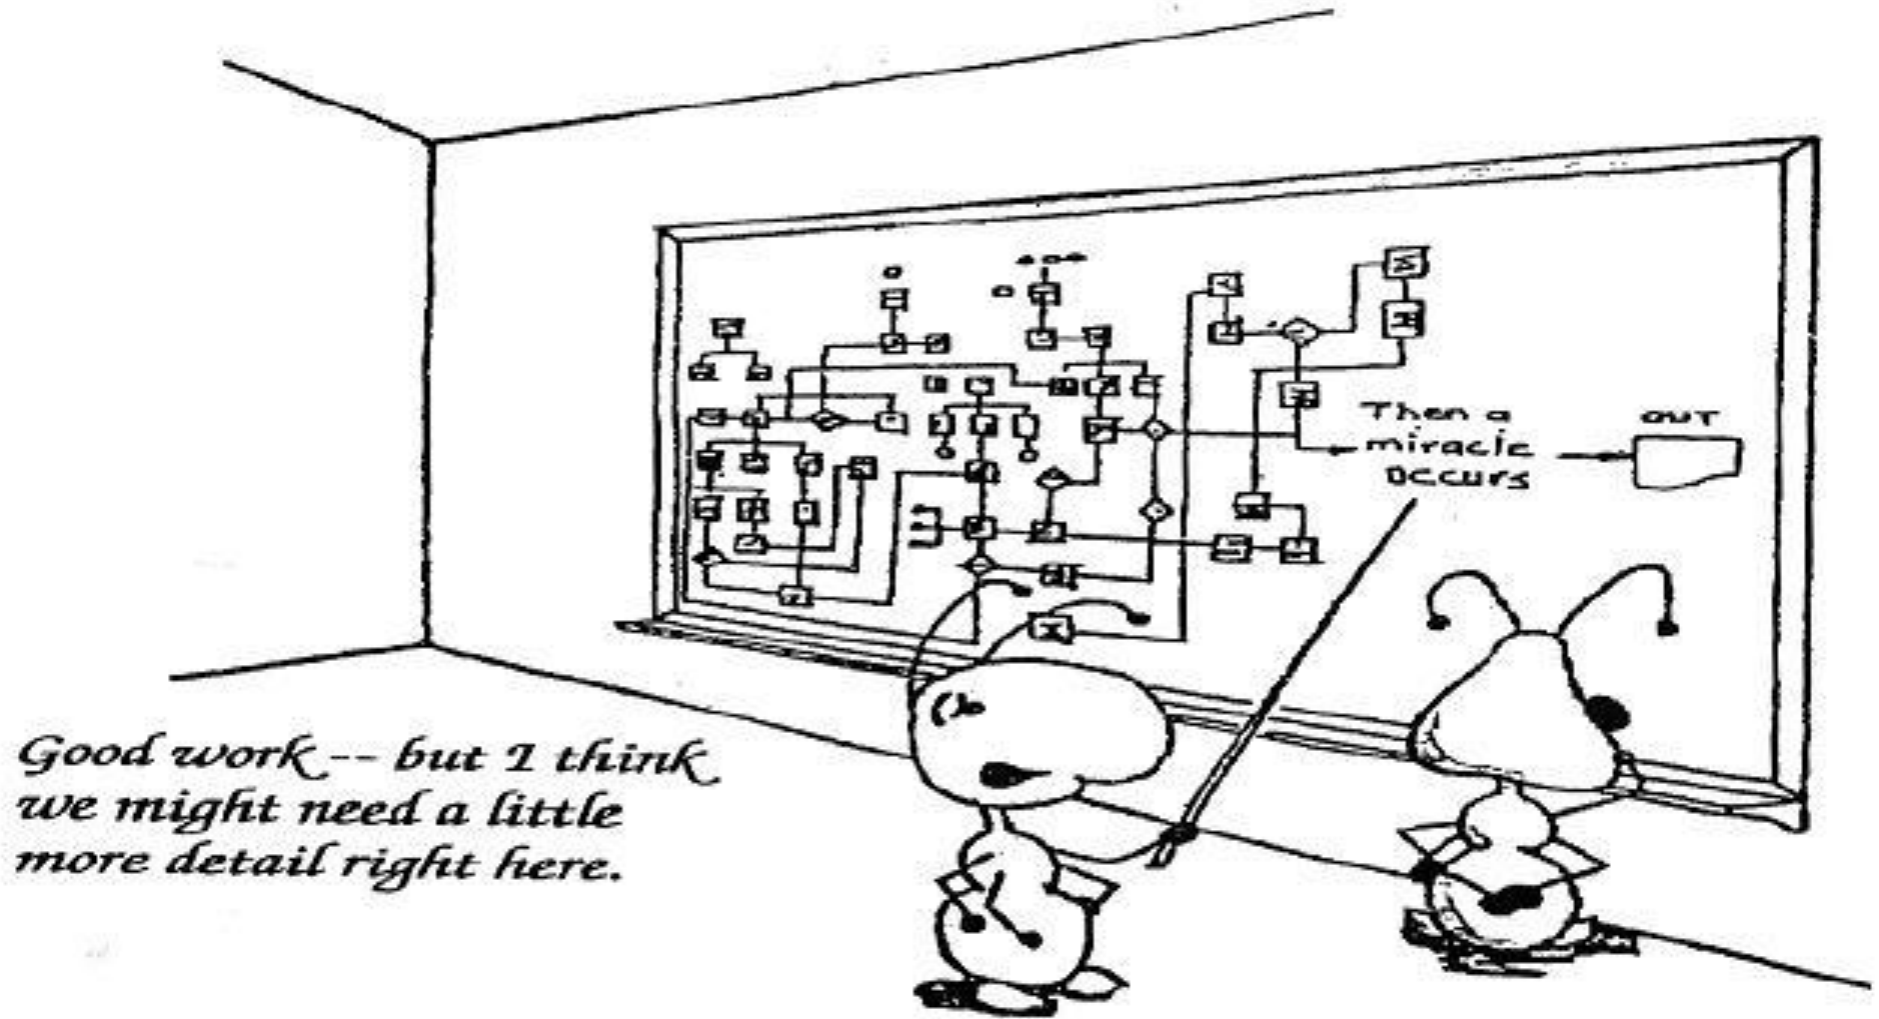 Then a
miracle
occurs
OUT
Good work -- but I think
we might need a little
more detail right here.